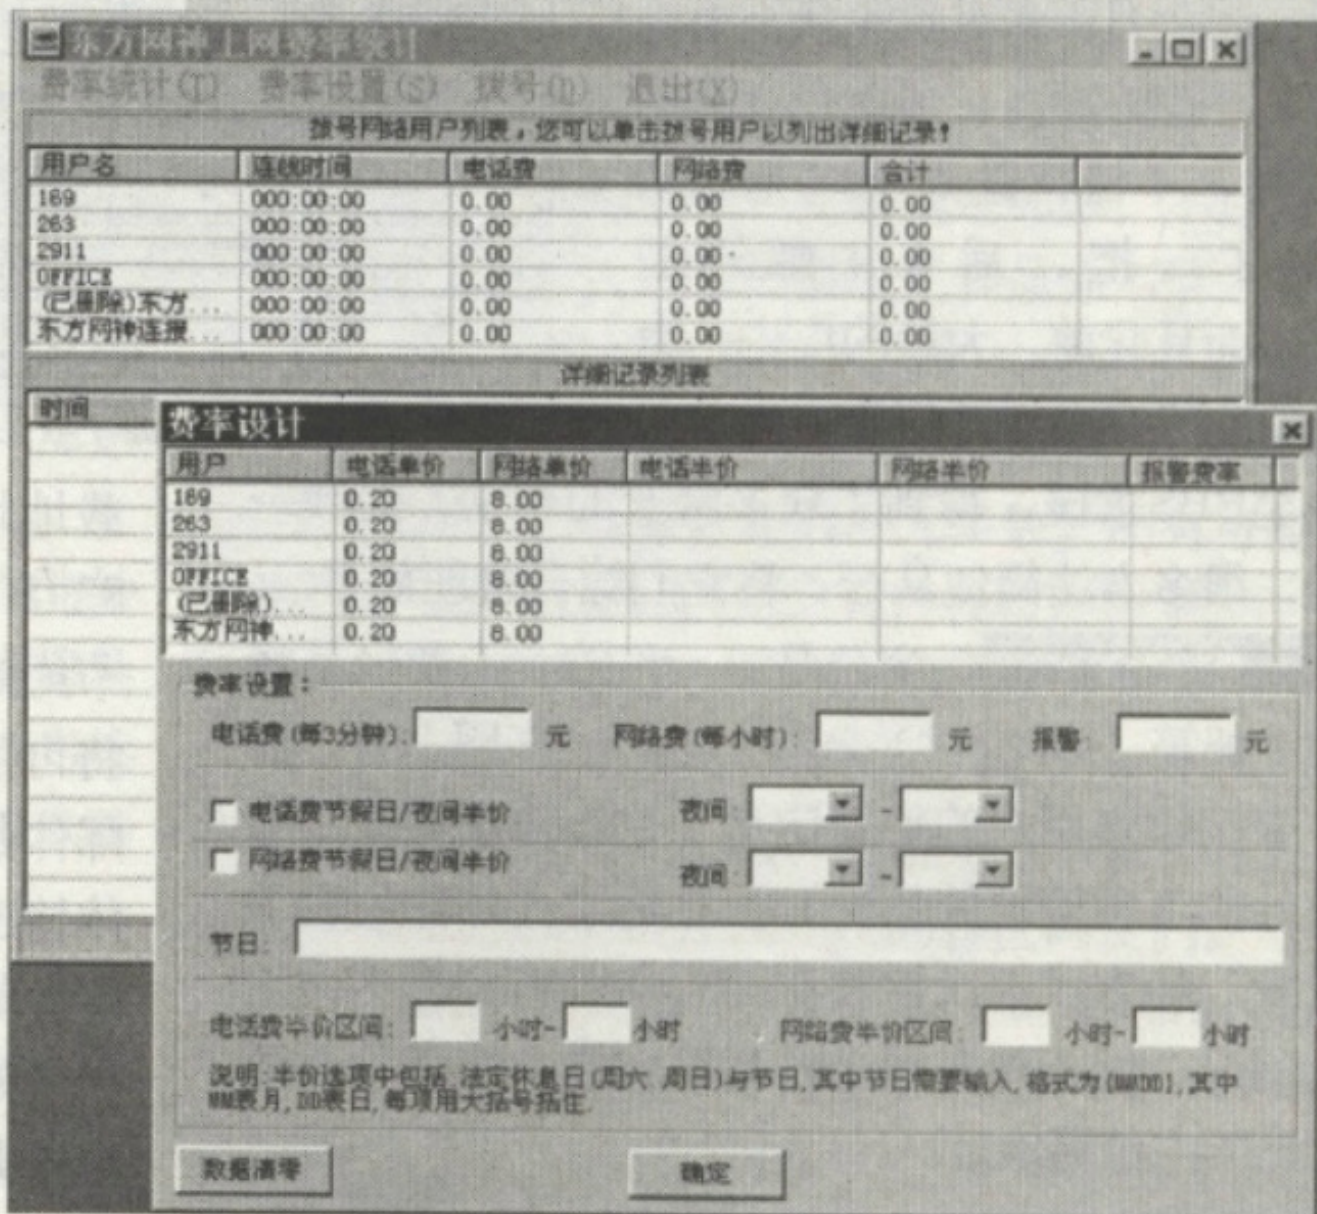 东方网神上网费率统计
费率统计(T) 费率设置(S) 拨号(D) 退出(X)
拨号网络用户列表，您可以单击拨号用户以列出详细记录！
用户名 连线时间 电话费 网络费 合计
169 000:00:00 0.00 0.00 0.00
263 000:00:00 0.00 0.00 0.00
2911 000:00:00 0.00 0.00 0.00
OFFICE 000:00:00 0.00 0.00 0.00
(已删除)东方... 000:00:00 0.00 0.00 0.00
东方网神连接... 000:00:00 0.00 0.00 0.00
详细记录列表
时间
费率设计
用户 电话单价 网络单价 电话半价 网络半价 报警费率
169 0.20 8.00
263 0.20 8.00
2911 0.20 8.00
OFFICE 0.20 8.00
(已删除)... 0.20 8.00
东方网神... 0.20 8.00
费率设置：
电话费(每3分钟): 元 网络费(每小时): 元 报警: 元
电话费节假日/夜间半价 夜间: ~
网络费节假日/夜间半价 夜间: ~
节日:
电话费半价区间: 小时~ 小时 网络费半价区间: 小时~ 小时
说明:半价选项中包括,法定休息日(周六 周日)与节日,其中节日需要输入,格式为{MMDD},其中
MM表月,DD表日,每项用大括号括住.
数据清零 确定